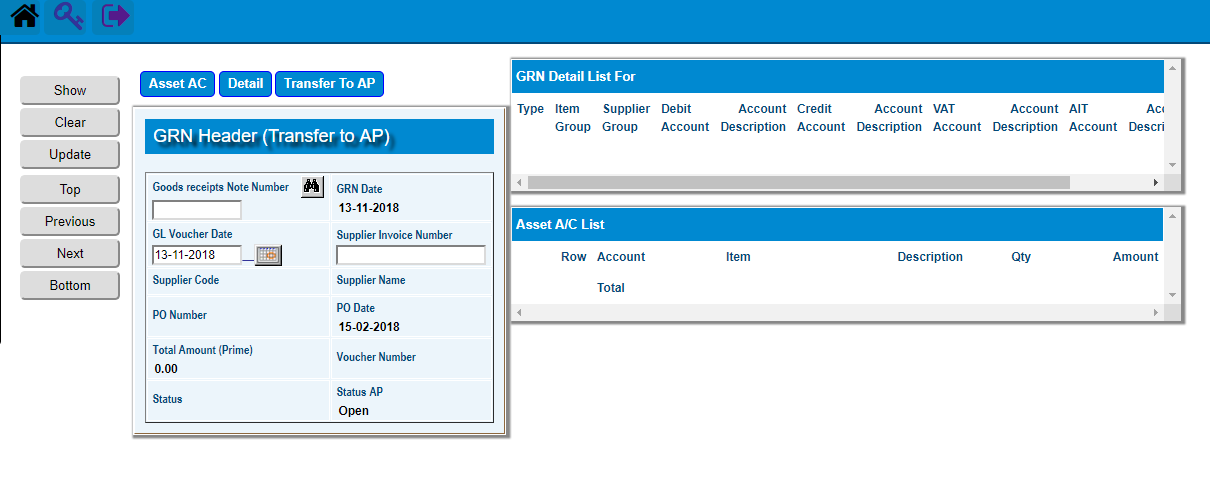 Show
Clear
Update
Top
Previous
Next
Bottom
Asset AC Detail Transfer To AP
GRN Header (Transfer to AP)
Goods receipts Note Number
GRN Date
13-11-2018
GL Voucher Date
13-11-2018
Supplier Invoice Number
Supplier Code
Supplier Name
PO Number
PO Date
15-02-2018
Total Amount (Prime)
0.00
Voucher Number
Status
Status AP
Open
GRN Detail List For
Type Item Supplier Debit Account Credit Account VAT Account AIT
Group Group Account Description Account Description Account Description Account
Asset A/C List
Row Account Item Description Qty Amount
Total